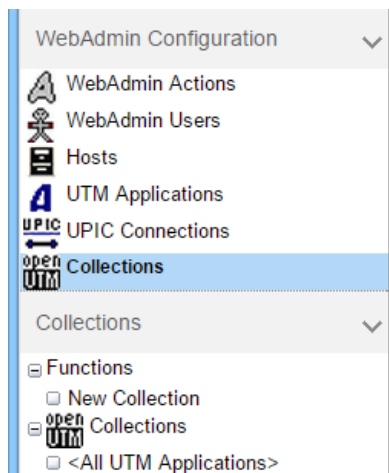 WebAdmin Configuration
WebAdmin Actions
WebAdmin Users
Hosts
UTM Applications
UPIC UPIC Connections
open UTM Collections
Collections
Functions
New Collection
open UTM Collections
<All UTM Applications>